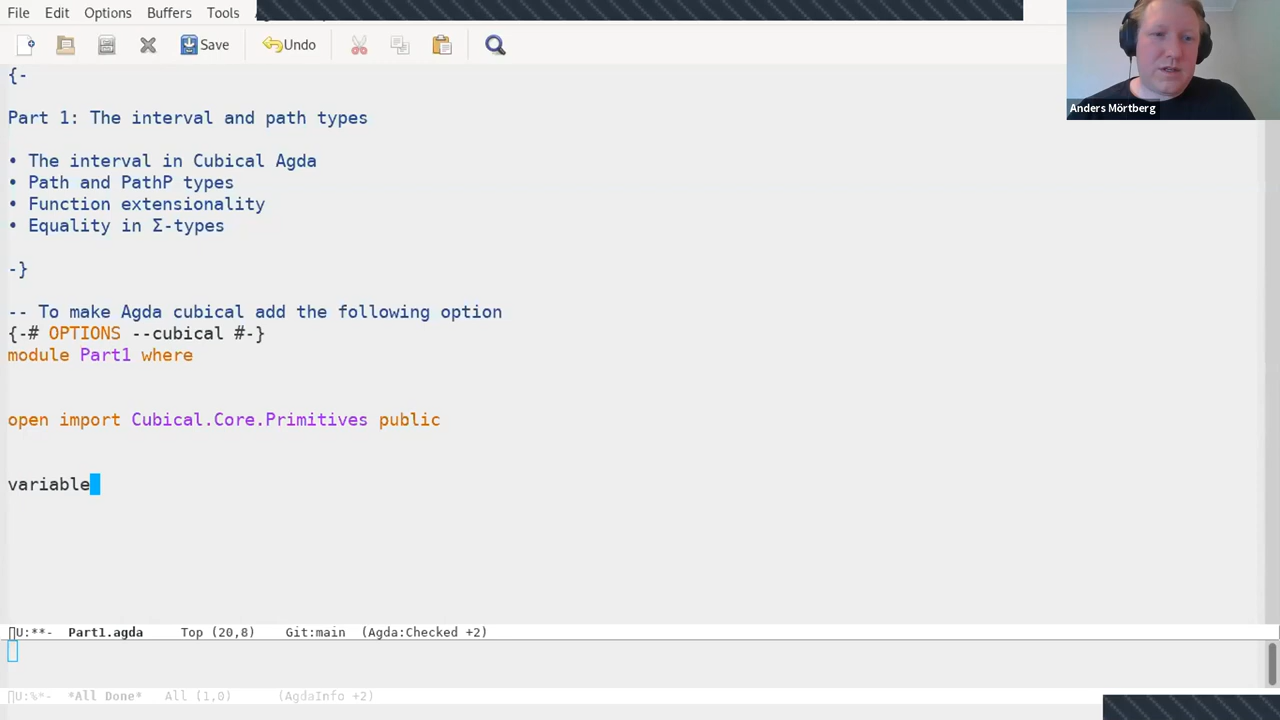 File Edit Options Buffers Tools
Save Undo
Anders Mörtberg
{-
Part 1: The interval and path types
• The interval in Cubical Agda
• Path and PathP types
• Function extensionality
• Equality in Σ-types
-}
-- To make Agda cubical add the following option
{-# OPTIONS --cubical #-}
module Part1 where
open import Cubical.Core.Primitives public
variable
U:**- Part1.agda Top (20,8) Git:main (Agda:Checked +2)
U:%*- *All Done* All (1,0) (AgdaInfo +2)